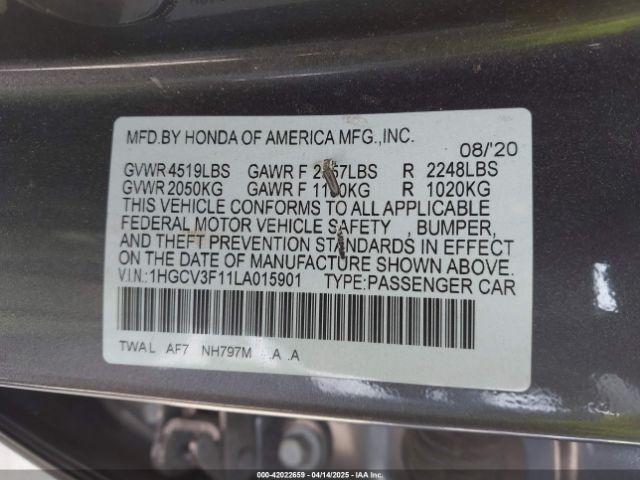 MFD.BY HONDA OF AMERICA MFG.,INC. 08/'20
GVWR 4519LBS GAWR F LBS R 2248LBS
GVWR 2050KG GAWR F KG R 1020KG
THIS VEHICLE CONFORMS TO ALL APPLICABLE
FEDERAL MOTOR VEHICLE SAFETY , BUMPER,
AND THEFT PREVENTION STANDARDS IN EFFECT
ON THE DATE OF MANUFACTURE SHOWN ABOVE.
V.I.N.:1HGCV3F11LA015901 TYPE:PASSENGER CAR
TWA L AF7 NH797M .A .A
000-42022659 - 04/14/2025 - IAAI.COM